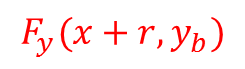 F_y(x + r, y_b)